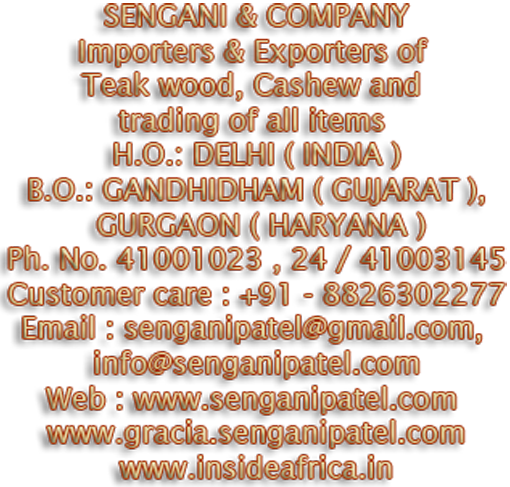 SENGANI & COMPANY
Importers & Exporters of
Teak wood, Cashew and
trading of all items
H.O.: DELHI ( INDIA )
B.O.: GANDHIDHAM ( GUJARAT ),
GURGAON ( HARYANA )
Ph. No. 41001023 , 24 / 41003145
Customer care : +91 - 8826302277
Email : senganipatel@gmail.com,
info@senganipatel.com
Web : www.senganipatel.com
www.gracia.senganipatel.com
www.insideafrica.in